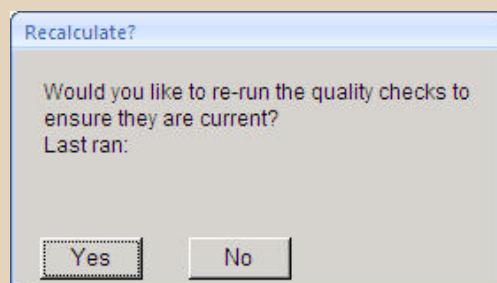 Recalculate?
Would you like to re-run the quality checks to
ensure they are current?
Last ran:
Yes
No